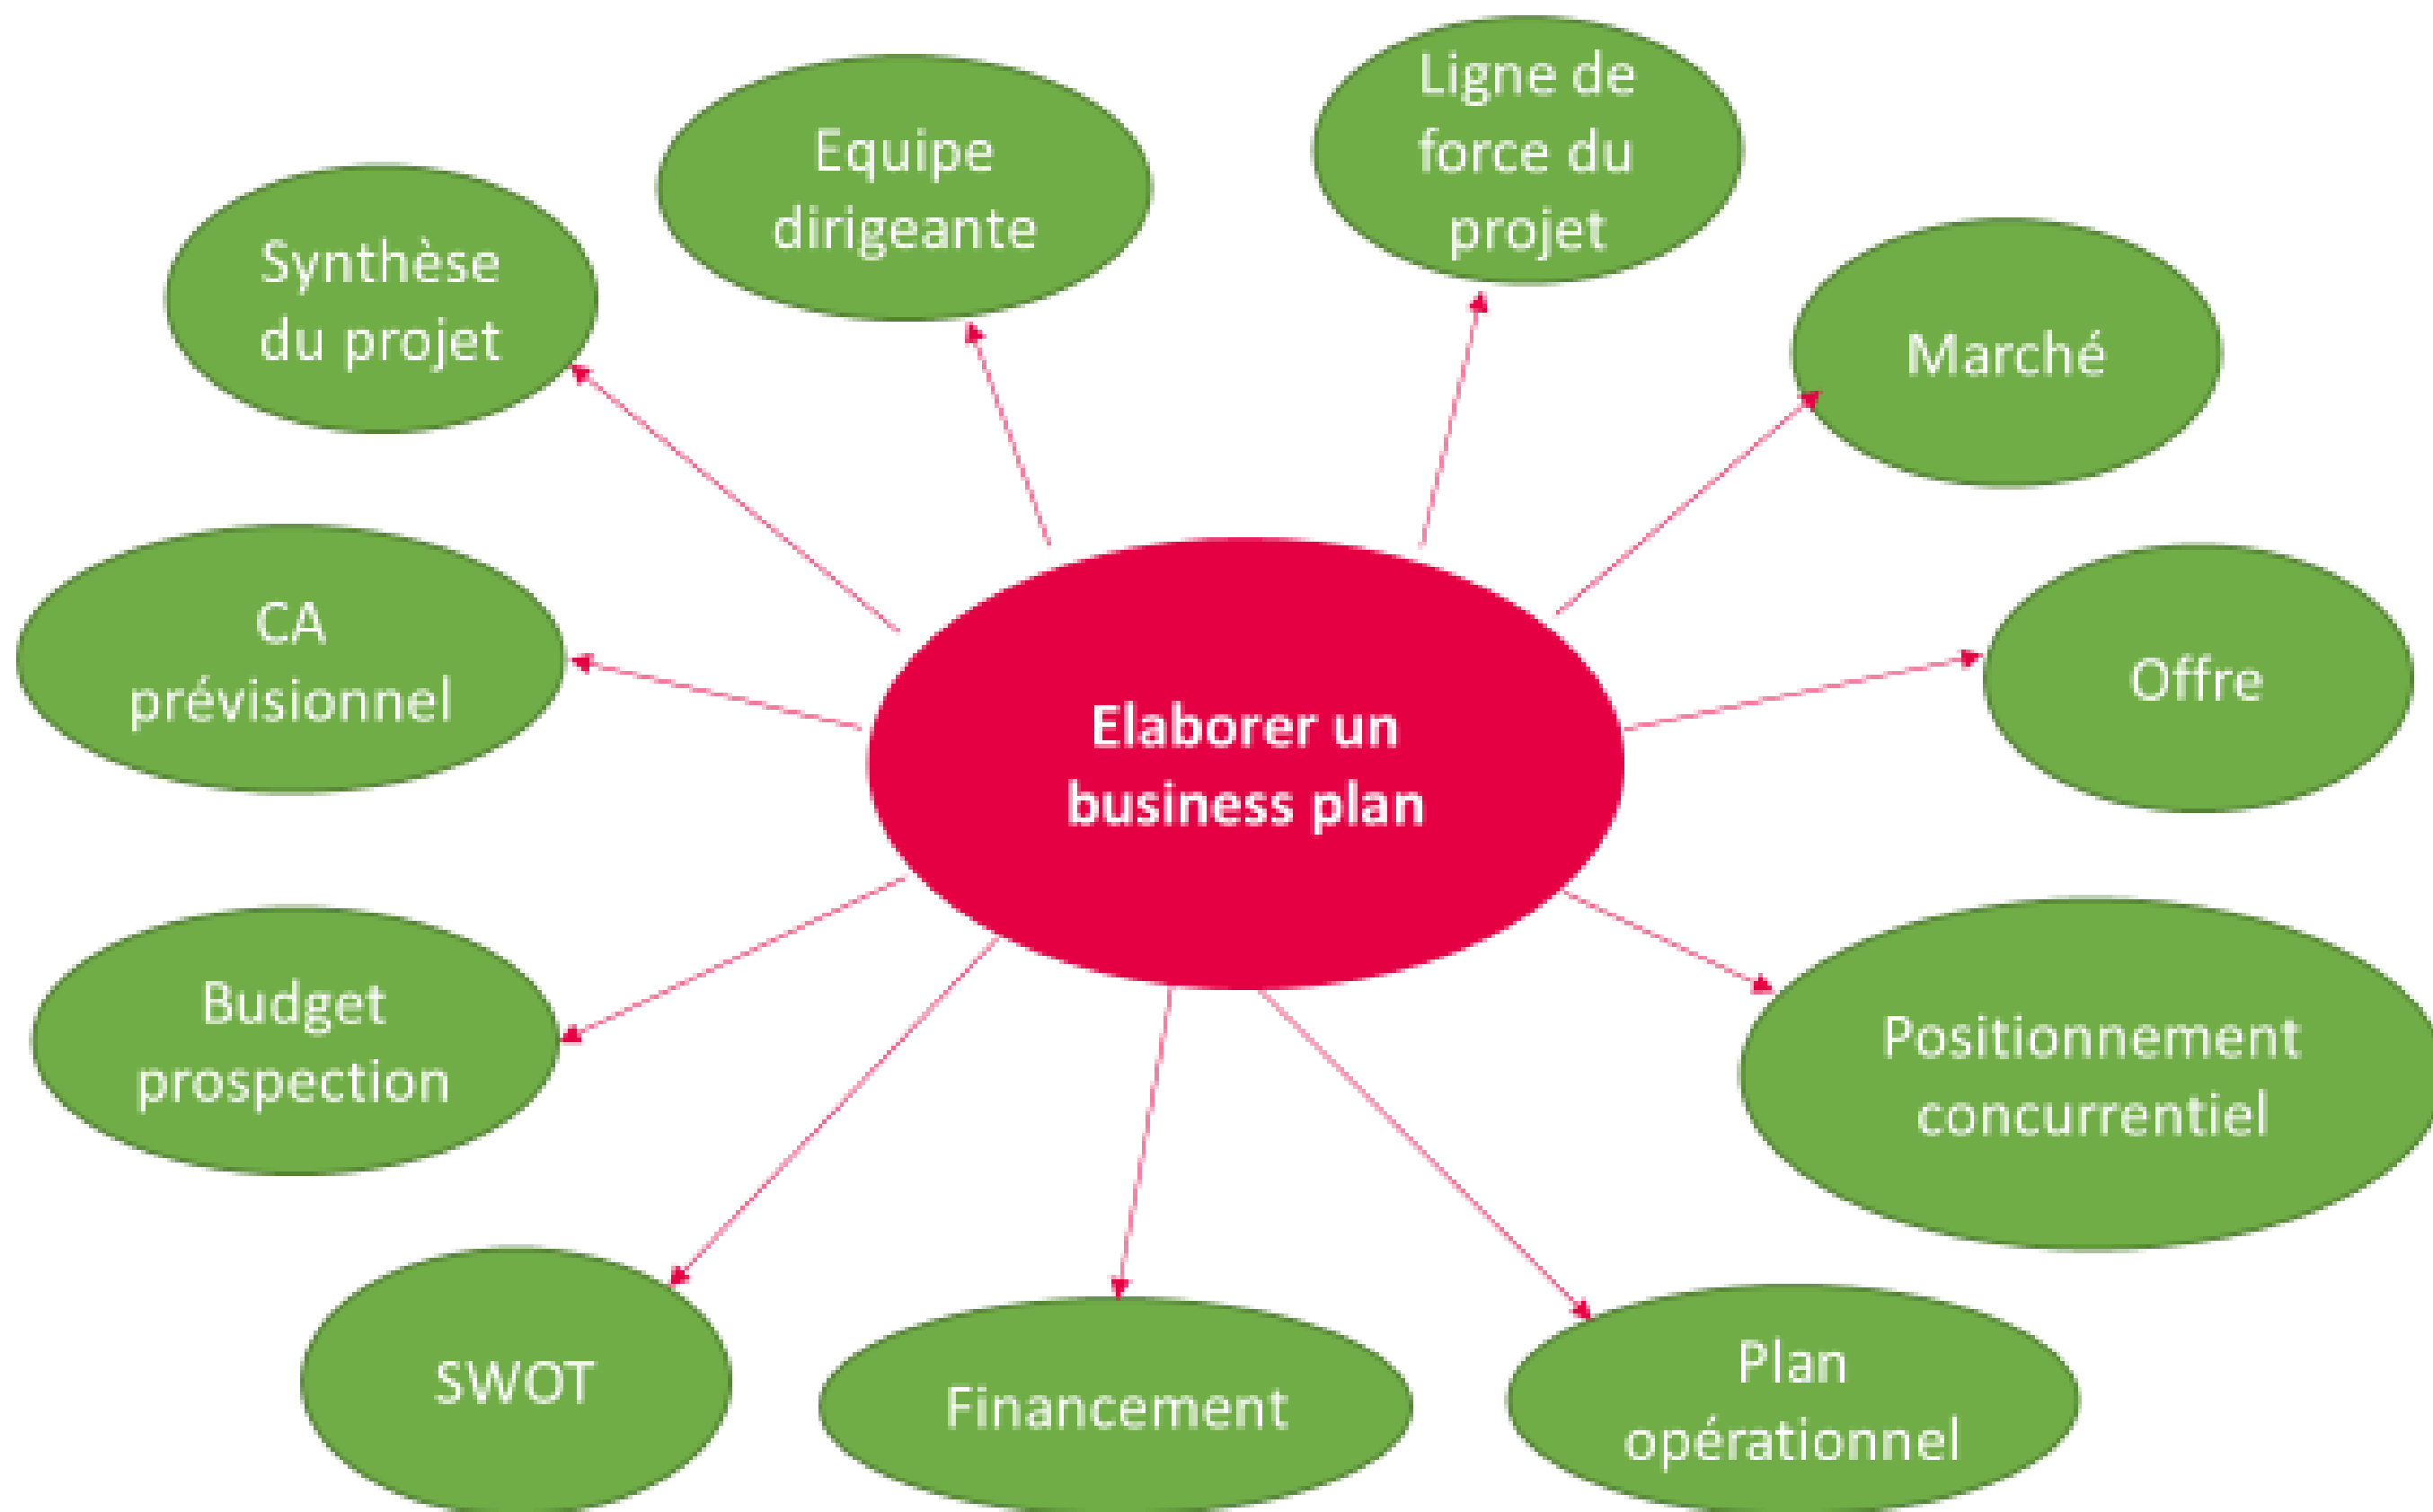 Ligne de
force du
projet
Equipe
dirigeante
Synthèse
du projet
Marché
CA
prévisionnel
Offre
Elaborer un
business plan
Budget
prospection
Positionnement
concurrentiel
SWOT
Financement
Plan
opérationnel